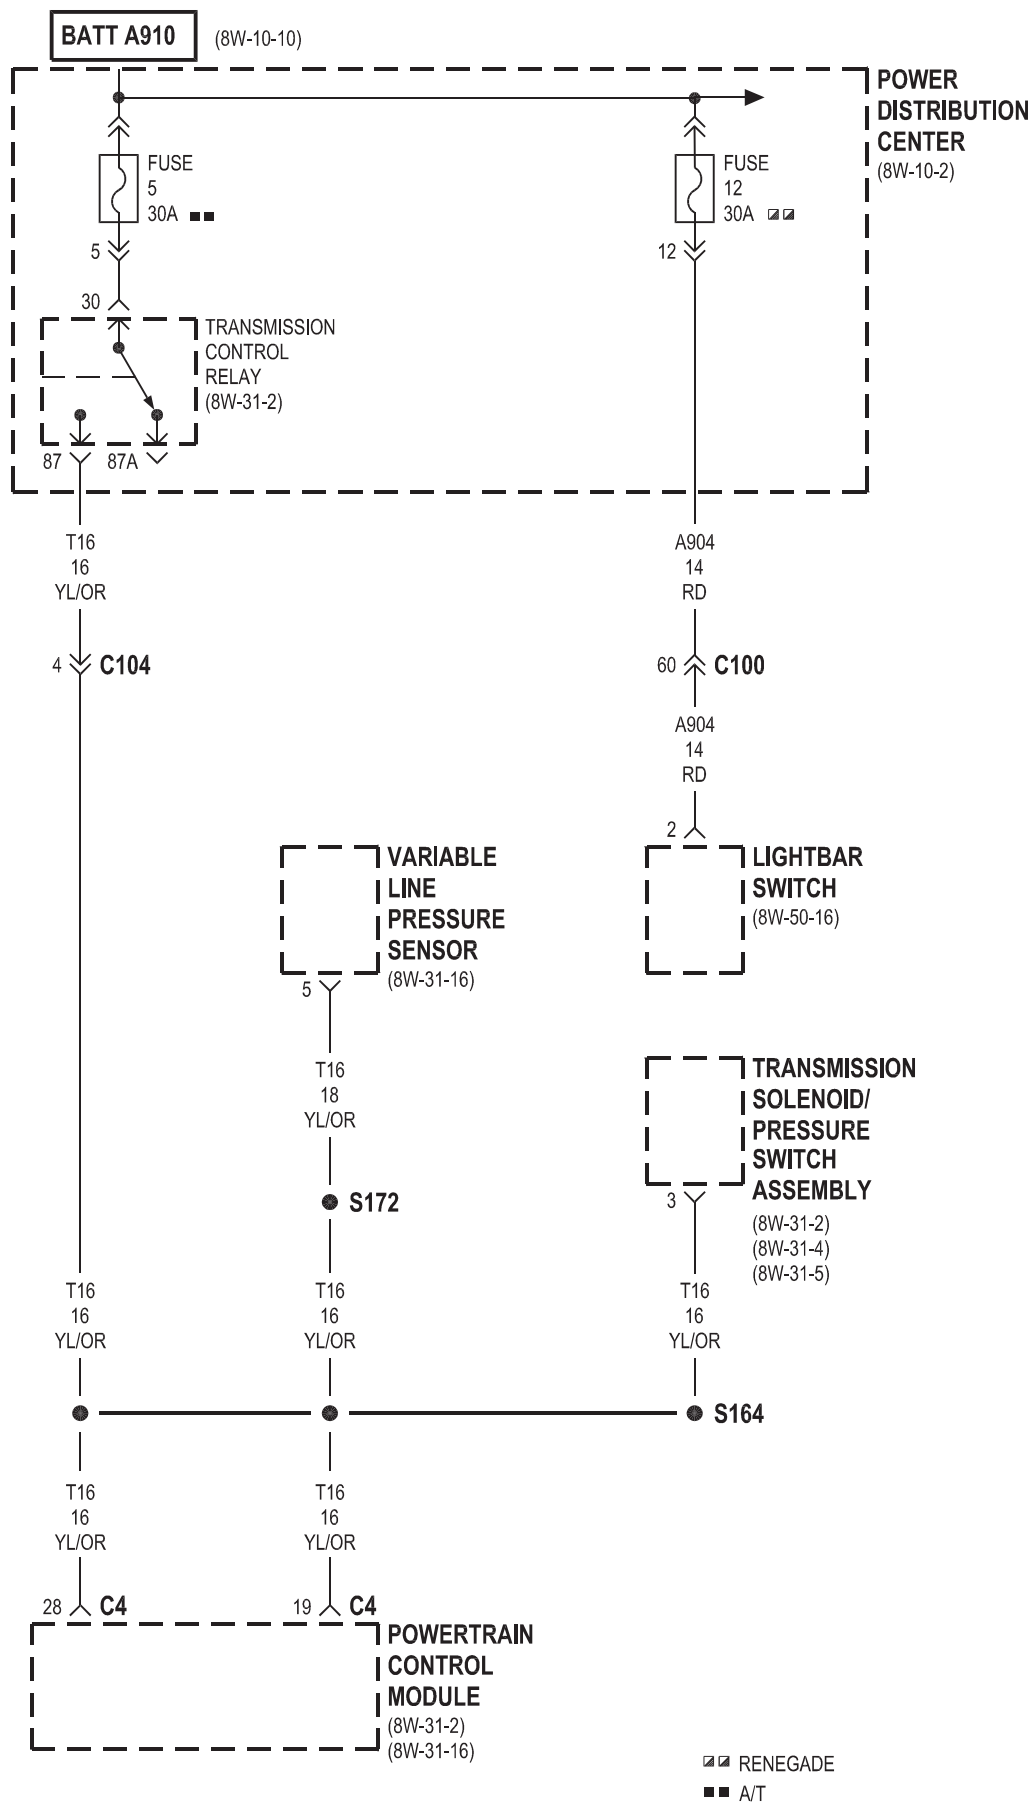 BATT A910 (8W-10-10)
POWER
DISTRIBUTION
CENTER
(8W-10-2)
FUSE
5
30A
5
FUSE
12
30A
12
30
TRANSMISSION
CONTROL
RELAY
(8W-31-2)
87
87A
T16
16
YL/OR
A904
14
RD
4 C104
60 C100
A904
14
RD
2
LIGHTBAR
SWITCH
(8W-50-16)
VARIABLE
LINE
PRESSURE
SENSOR
(8W-31-16)
5
T16
18
YL/OR
S172
TRANSMISSION
SOLENOID/
PRESSURE
SWITCH
ASSEMBLY
(8W-31-2)
(8W-31-4)
(8W-31-5)
3
T16
16
YL/OR
T16
16
YL/OR
T16
16
YL/OR
S164
T16
16
YL/OR
T16
16
YL/OR
28 C4
19 C4
POWERTRAIN
CONTROL
MODULE
(8W-31-2)
(8W-31-16)
RENEGADE
A/T